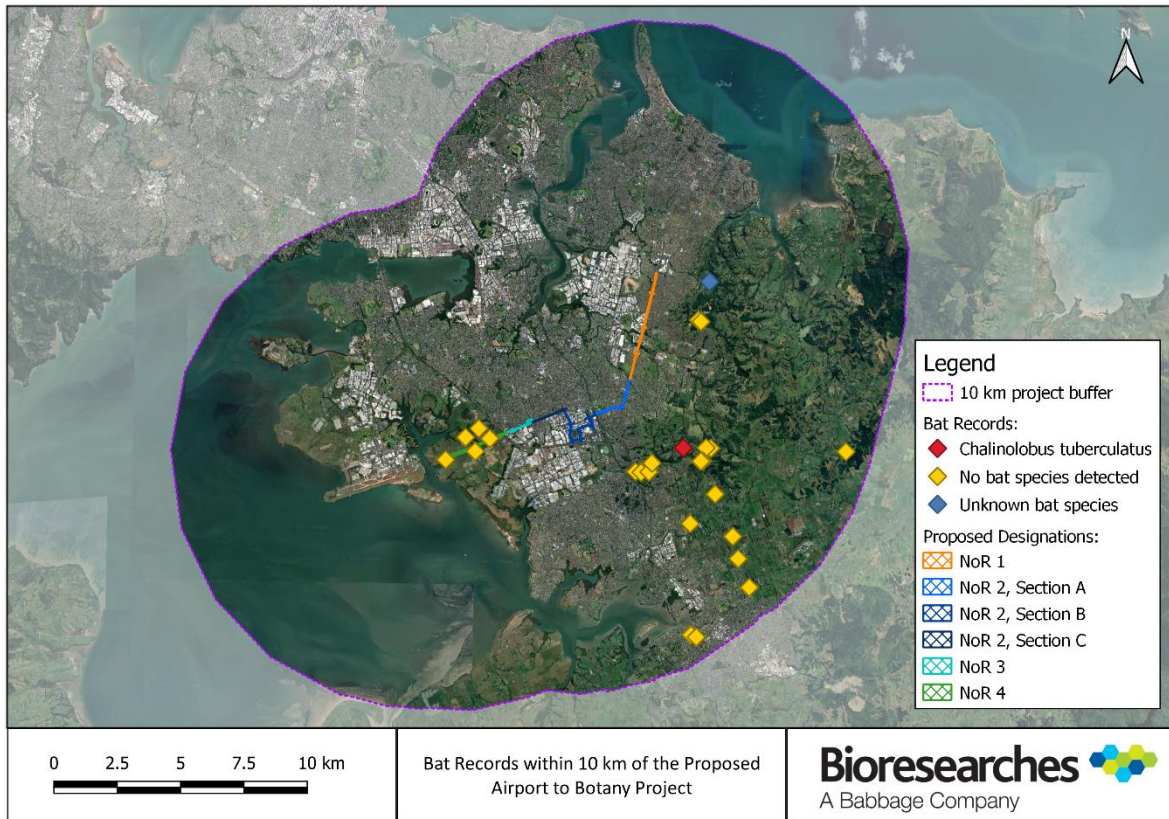 N
Legend
10 km project buffer
Bat Records:
Chalinolobus tuberculatus
No bat species detected
Unknown bat species
Proposed Designations:
NoR 1
NoR 2, Section A
NoR 2, Section B
NoR 2, Section C
NoR 3
NoR 4
0 2.5 5 7.5 10 km
Bat Records within 10 km of the Proposed
Airport to Botany Project
Bioresearches
A Babbage Company